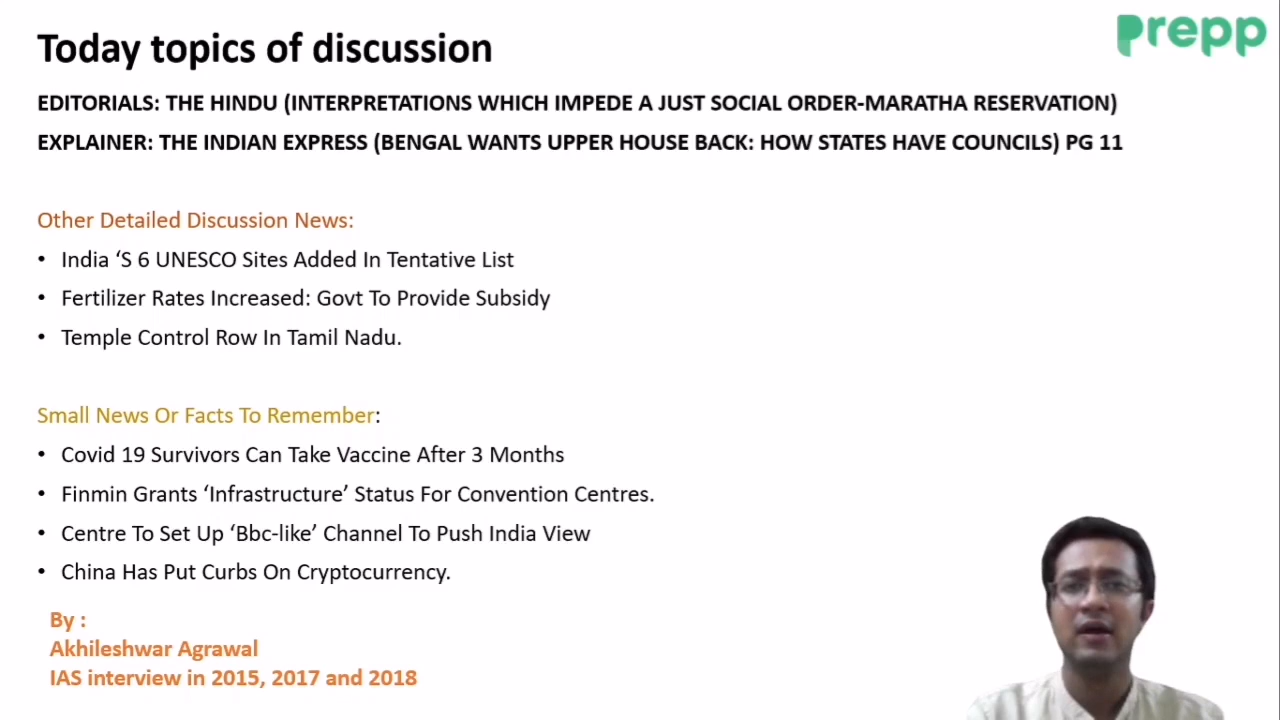 prepp
Today topics of discussion
EDITORIALS: THE HINDU (INTERPRETATIONS WHICH IMPEDE A JUST SOCIAL ORDER-MARATHA RESERVATION)
EXPLAINER: THE INDIAN EXPRESS (BENGAL WANTS UPPER HOUSE BACK: HOW STATES HAVE COUNCILS) PG 11
Other Detailed Discussion News:
• India ‘S 6 UNESCO Sites Added In Tentative List
• Fertilizer Rates Increased: Govt To Provide Subsidy
• Temple Control Row In Tamil Nadu.
Small News Or Facts To Remember:
• Covid 19 Survivors Can Take Vaccine After 3 Months
• Finmin Grants ‘Infrastructure’ Status For Convention Centres.
• Centre To Set Up ‘Bbc-like’ Channel To Push India View
• China Has Put Curbs On Cryptocurrency.
By :
Akhileshwar Agrawal
IAS interview in 2015, 2017 and 2018